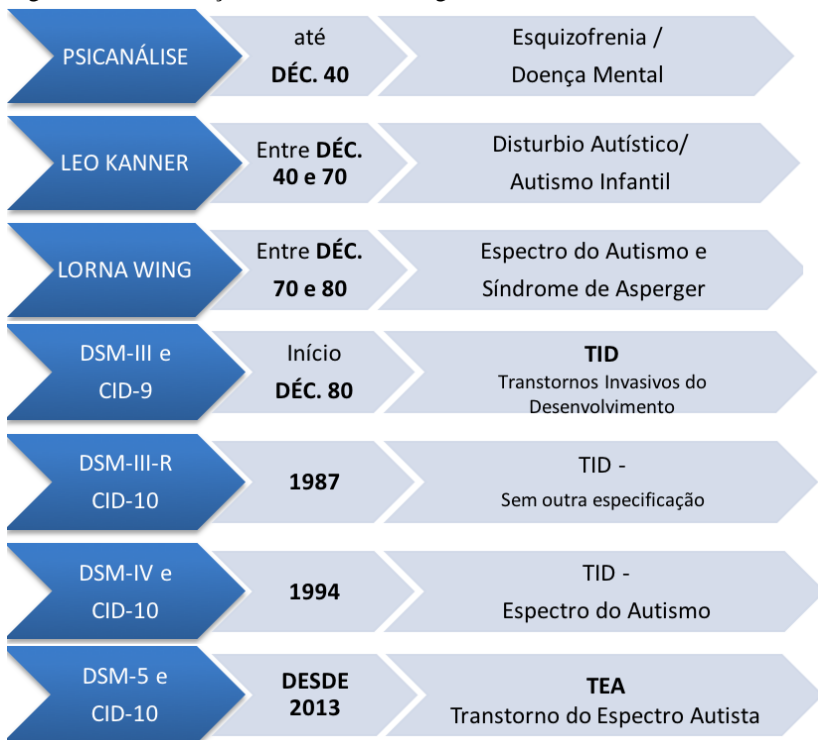 PSICANÁLISE
até
DÉC. 40
Esquizofrenia /
Doença Mental
LEO KANNER
Entre DÉC.
40 e 70
Disturbio Autístico/
Autismo Infantil
LORNA WING
Entre DÉC.
70 e 80
Espectro do Autismo e
Síndrome de Asperger
DSM-III e
CID-9
Início
DÉC. 80
TID
Transtornos Invasivos do
Desenvolvimento
DSM-III-R
CID-10
1987
TID -
Sem outra especificação
DSM-IV e
CID-10
1994
TID -
Espectro do Autismo
DSM-5 e
CID-10
DESDE
2013
TEA
Transtorno do Espectro Autista